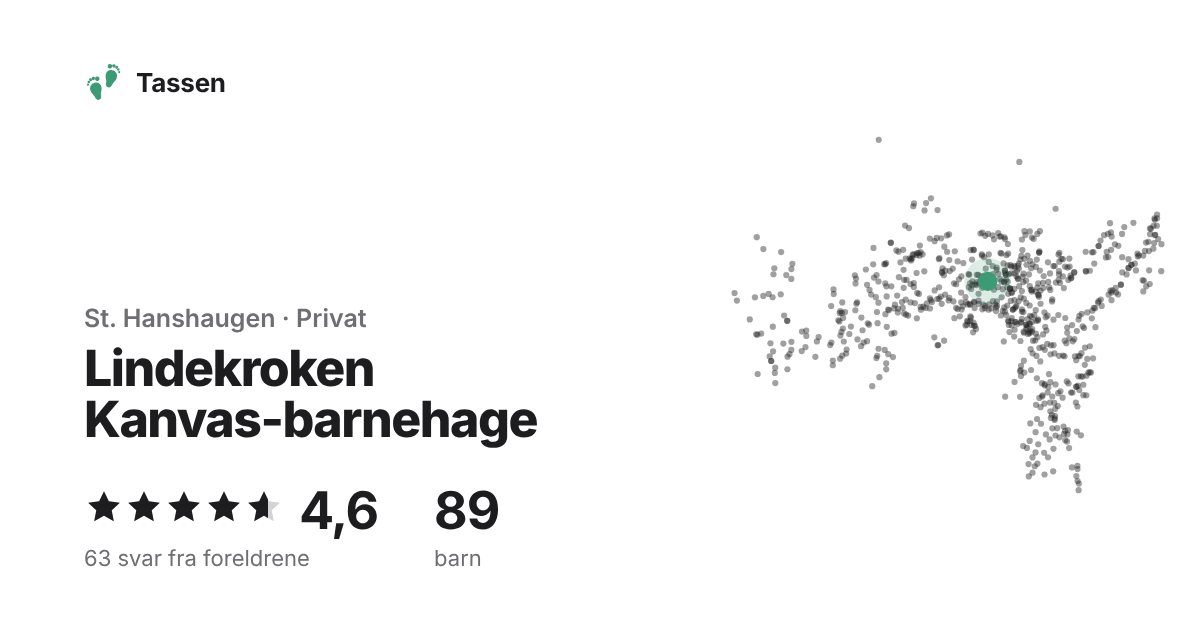 Tassen
St. Hanshaugen · Privat
Lindekroken
Kanvas-barnehage
4,6
63 svar fra foreldrene
89
barn